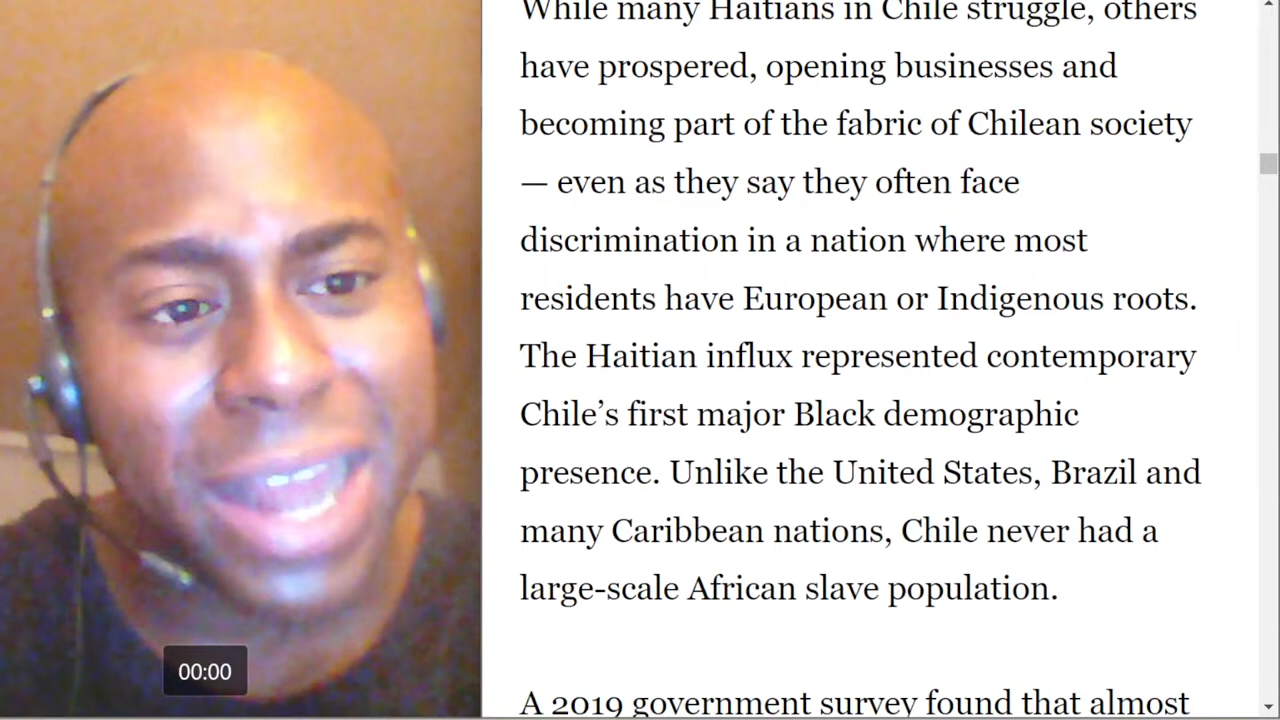 While many Haitians in Chile struggle, others
have prospered, opening businesses and
becoming part of the fabric of Chilean society
— even as they say they often face
discrimination in a nation where most
residents have European or Indigenous roots.
The Haitian influx represented contemporary
Chile’s first major Black demographic
presence. Unlike the United States, Brazil and
many Caribbean nations, Chile never had a
large-scale African slave population.
A 2019 government survey found that almost
00:00